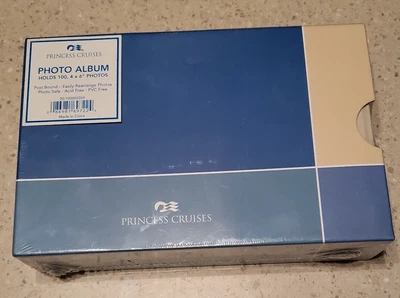 PRINCESS CRUISES
PHOTO ALBUM
HOLDS 100, 4 x 6" PHOTOS
Post Bound - Easily Rearrange Photos
Photo Safe - Acid Free - PVC Free
Made in China
PRINCESS CRUISES